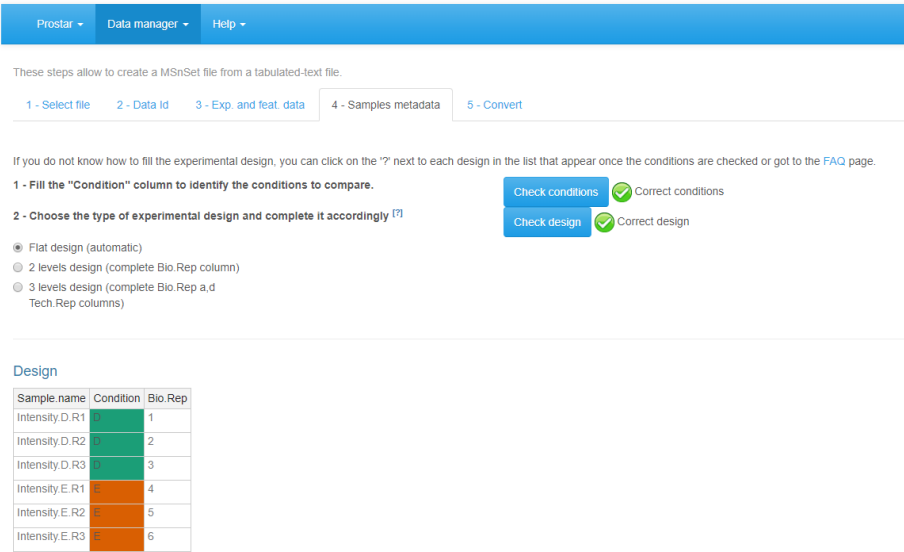 Prostar Data manager Help
These steps allow to create a MSnSet file from a tabulated-text file.
1 - Select file 2 - Data Id 3 - Exp. and feat. data 4 - Samples metadata 5 - Convert
If you do not know how to fill the experimental design, you can click on the '?' next to each design in the list that appear once the conditions are checked or got to the FAQ page.
1 - Fill the "Condition" column to identify the conditions to compare.
Check conditions Correct conditions
2 - Choose the type of experimental design and complete it accordingly [?]
Check design Correct design
Flat design (automatic)
2 levels design (complete Bio.Rep column)
3 levels design (complete Bio.Rep a,d
Tech.Rep columns)
Design
Sample.name Condition Bio.Rep
Intensity.D.R1 D 1
Intensity.D.R2 D 2
Intensity.D.R3 D 3
Intensity.E.R1 E 4
Intensity.E.R2 E 5
Intensity.E.R3 E 6